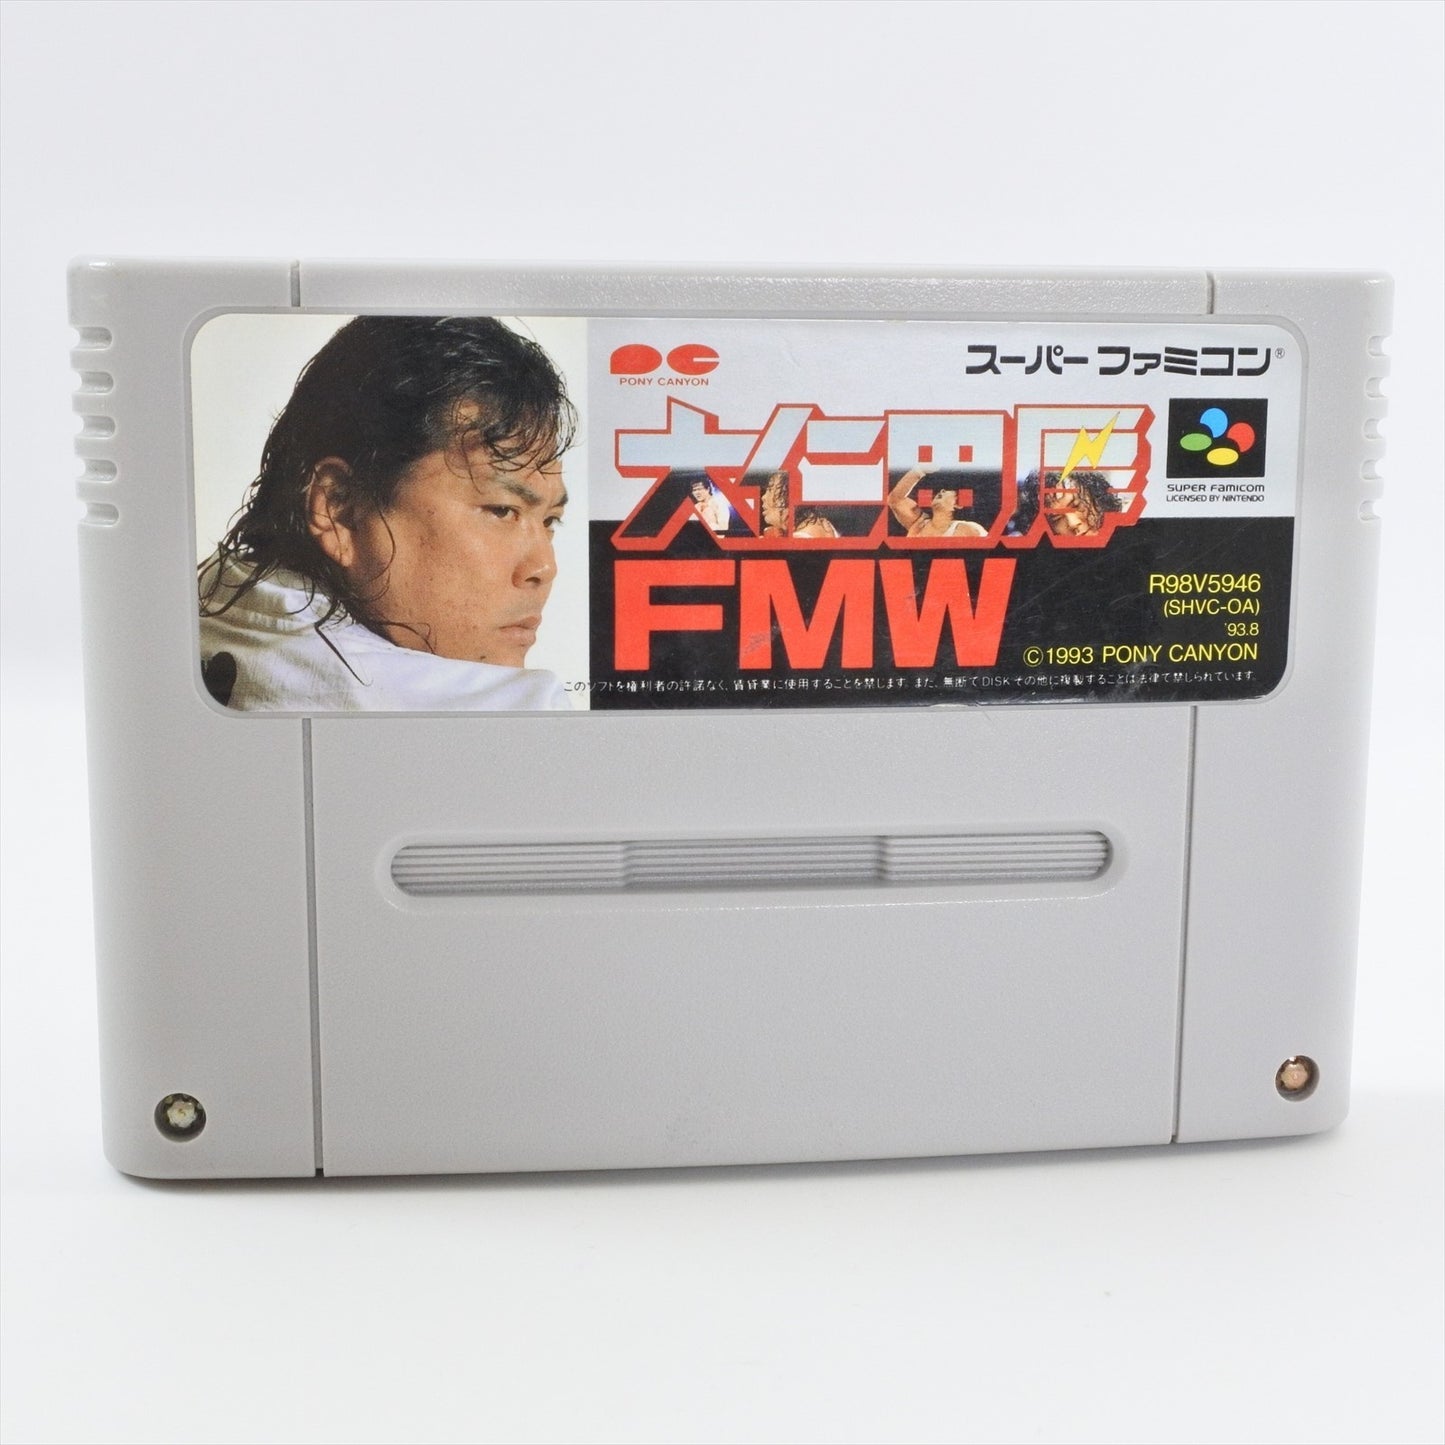 PONY CANYON
スーパーファミコン®
大仁田厚
FMW
SUPER FAMICOM
LICENSED BY NINTENDO
R98V5946
(SHVC-OA)
'93.8
©1993 PONY CANYON
このソフトを権利者の許諾なく、賃貸業に使用することを禁じます。また、無断でDISKその他に複製することは法律で禁じられています。